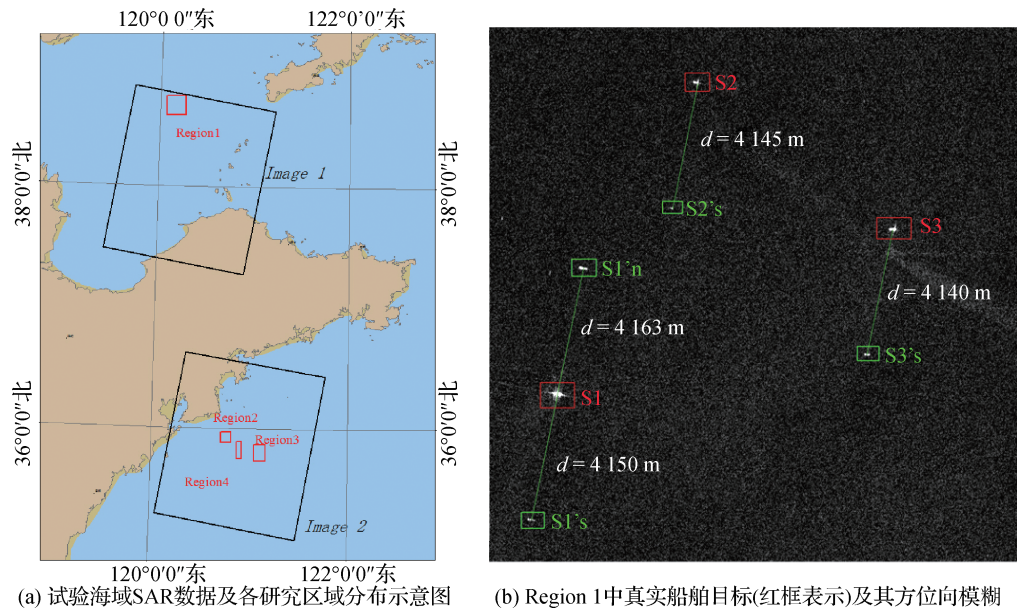 120°0′0″东 122°0′0″东
38°0′0″北
38°0′0″北
Region1
Image 1
36°0′0″北
36°0′0″北
Region2
Region3
Region4
Image 2
120°0′0″东 122°0′0″东
(a) 试验海域SAR数据及各研究区域分布示意图
S2
d = 4 145 m
S2's
S3
S1'n
d = 4 140 m
d = 4 163 m
S3's
S1
d = 4 150 m
S1's
(b) Region 1中真实船舶目标(红框表示)及其方位向模糊